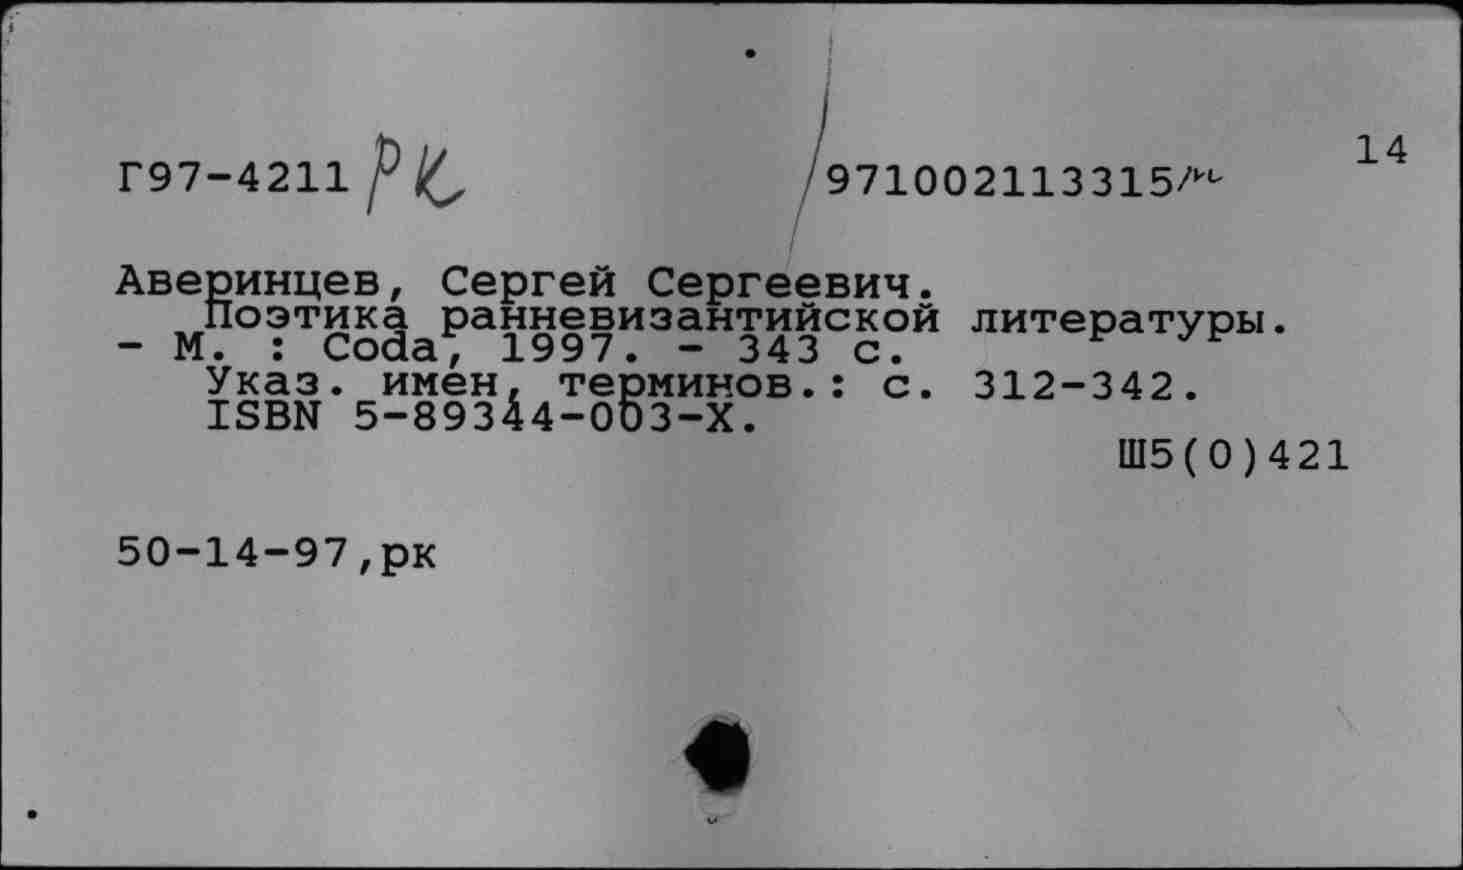 14
Г97-4211 рк 971002113315/
Аверинцев, Сергей Сергеевич.
Поэтика ранневизантийской литературы.
- М. : Coda, 1997. - 343 с.
Указ. имен, терминов.: с. 312-342.
ISBN 5-89344-003-X.
Ш5(0)421
50-14-97,рк